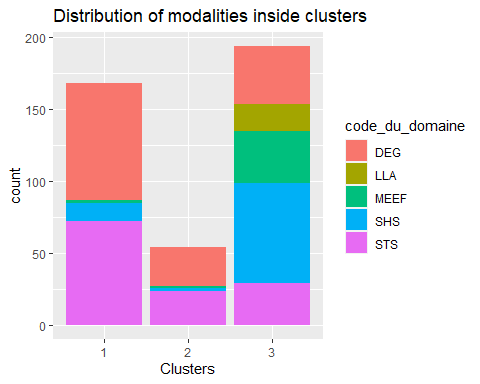 Distribution of modalities inside clusters
200
150
100
50
0
count
1 2 3
Clusters
code_du_domaine
DEG
LLA
MEEF
SHS
STS